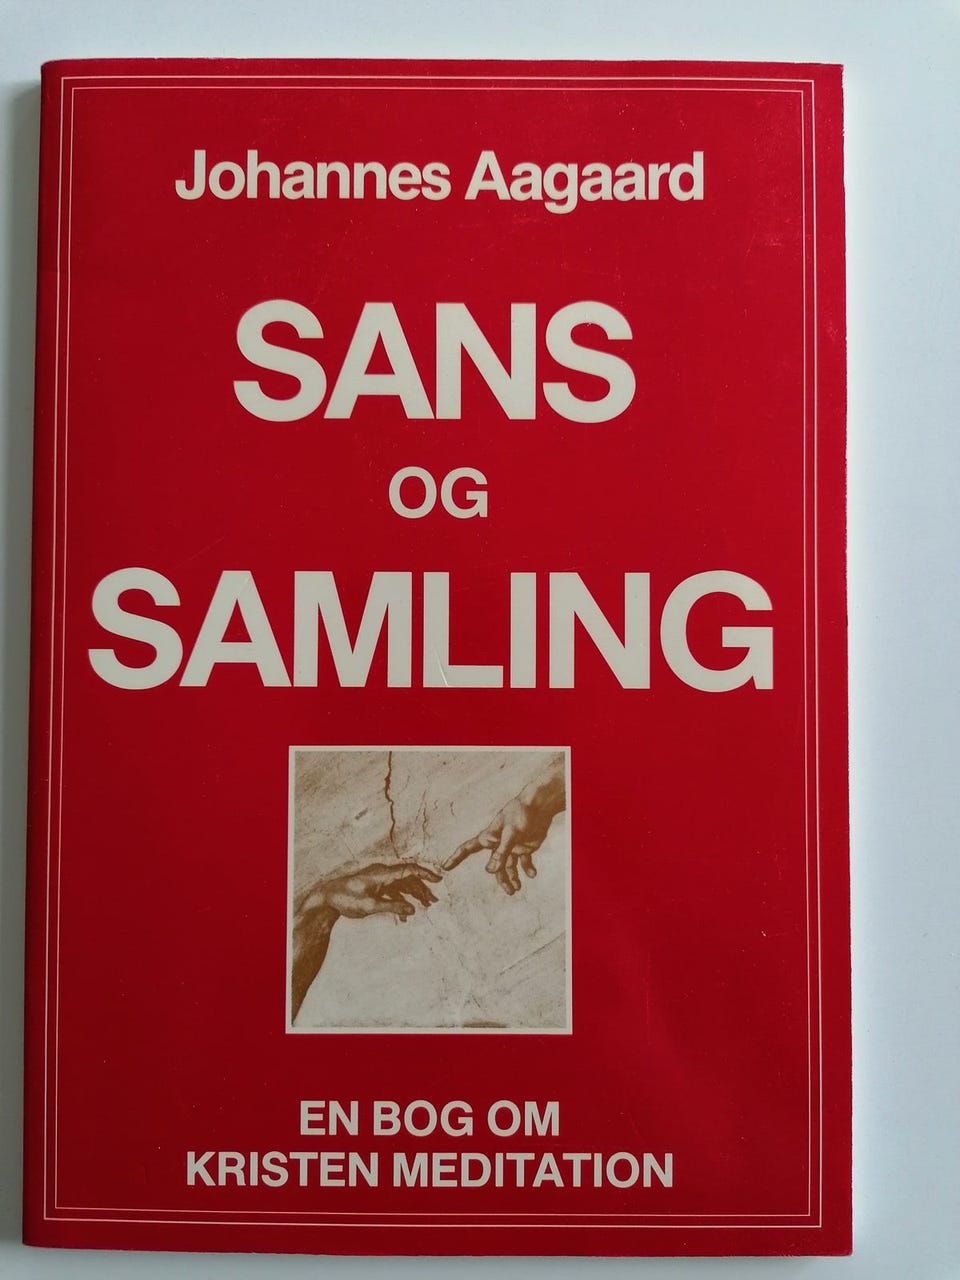 Johannes Aagaard
SANS
OG
SAMLING
EN BOG OM
KRISTEN MEDITATION